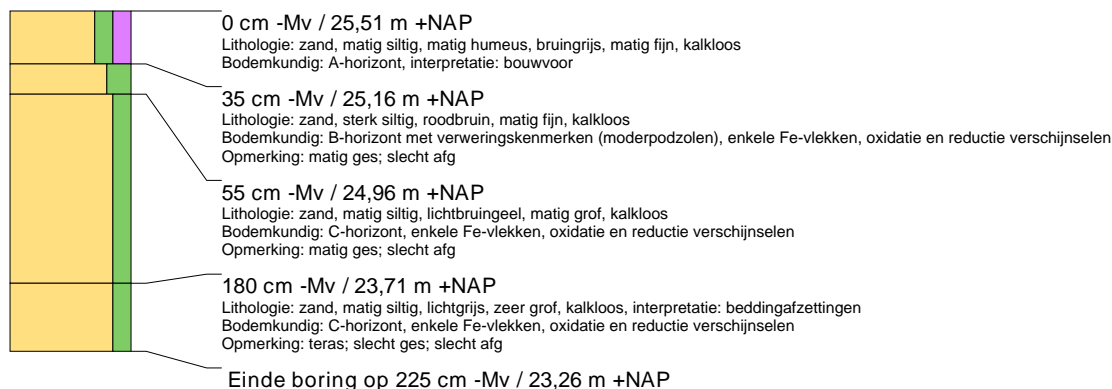 0 cm -Mv / 25,51 m +NAP
Lithologie: zand, matig siltig, matig humeus, bruingrijs, matig fijn, kalkloos
Bodemkundig: A-horizont, interpretatie: bouwvoor
35 cm -Mv / 25,16 m +NAP
Lithologie: zand, sterk siltig, roodbruin, matig fijn, kalkloos
Bodemkundig: B-horizont met verweringskenmerken (moderpodzolen), enkele Fe-vlekken, oxidatie en reductie verschijnselen
Opmerking: matig ges; slecht afg
55 cm -Mv / 24,96 m +NAP
Lithologie: zand, matig siltig, lichtbruingeel, matig grof, kalkloos
Bodemkundig: C-horizont, enkele Fe-vlekken, oxidatie en reductie verschijnselen
Opmerking: matig ges; slecht afg
180 cm -Mv / 23,71 m +NAP
Lithologie: zand, matig siltig, lichtgrijs, zeer grof, kalkloos, interpretatie: beddingafzettingen
Bodemkundig: C-horizont, enkele Fe-vlekken, oxidatie en reductie verschijnselen
Opmerking: teras; slecht ges; slecht afg
Einde boring op 225 cm -Mv / 23,26 m +NAP